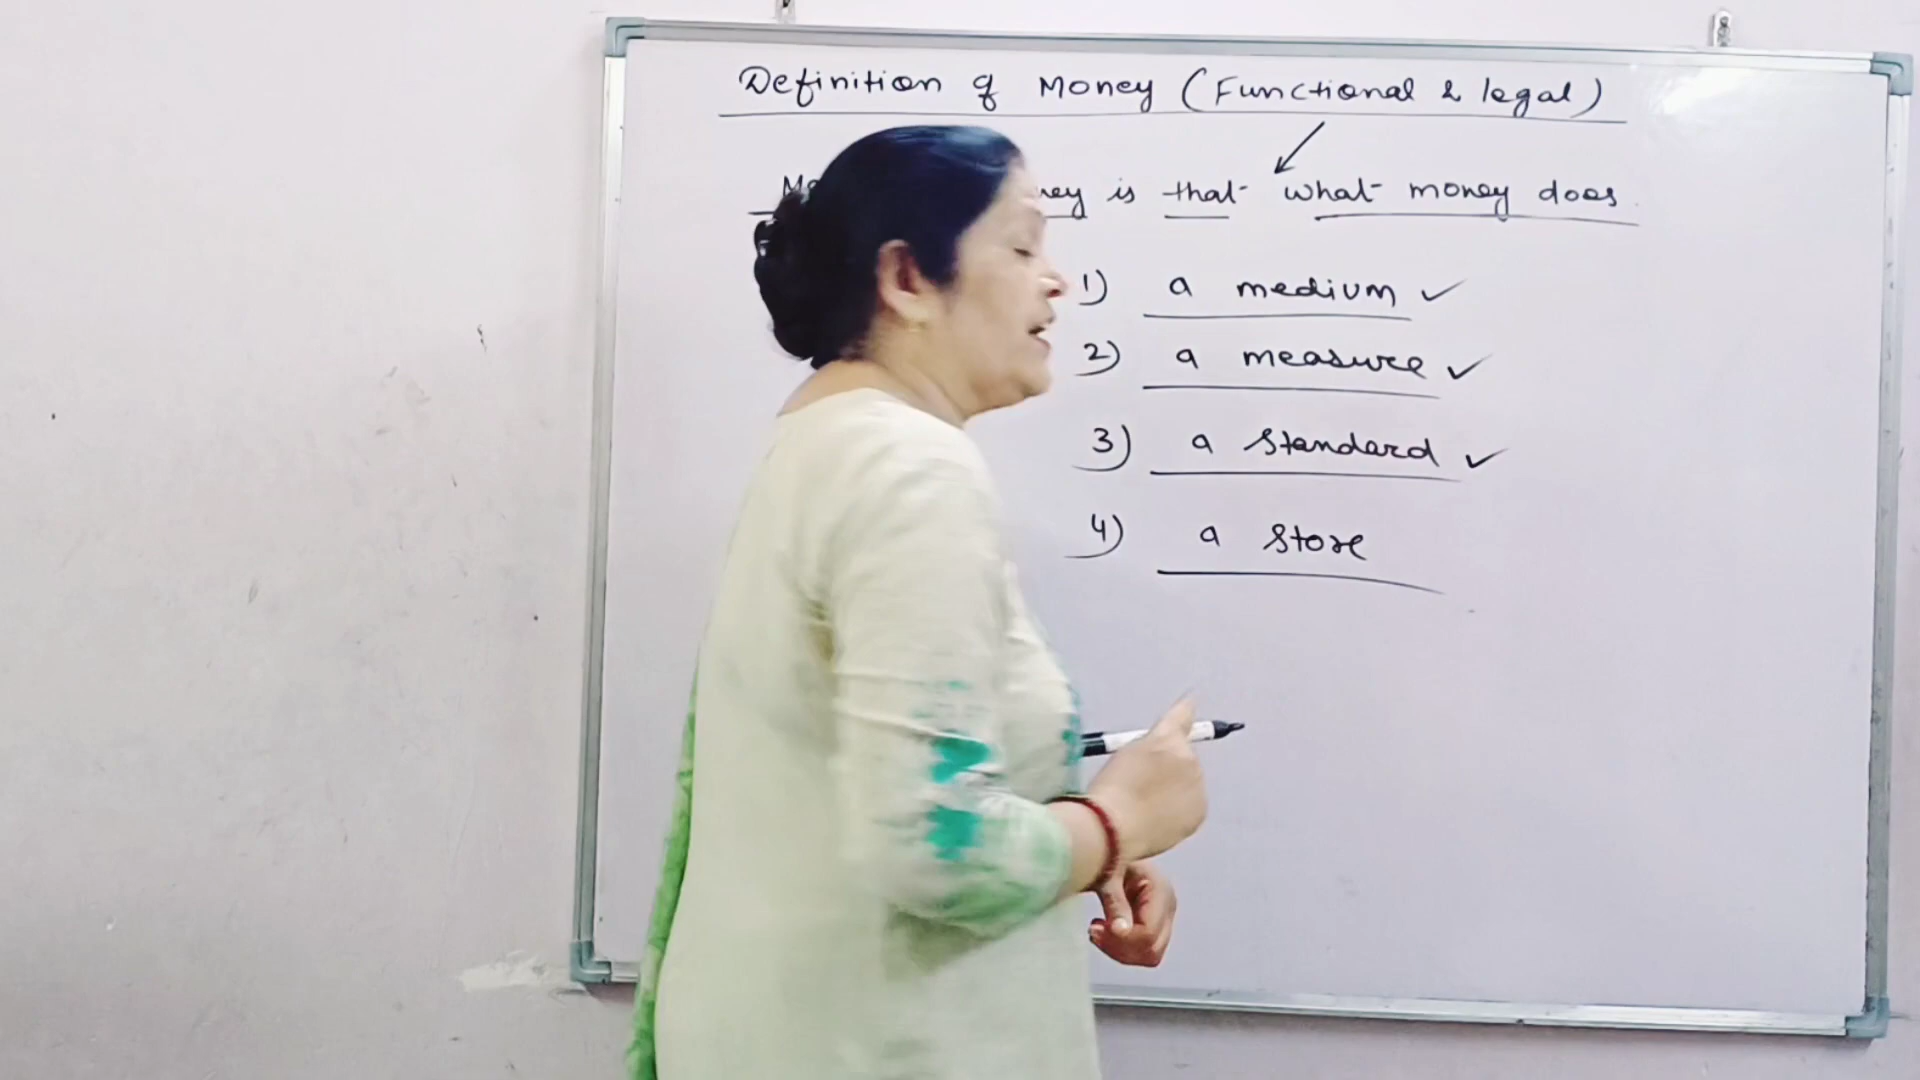 Definition of Money (Functional & legal)
is that what money does.
1) a medium ✓
2) a measure ✓
3) a standard ✓
4) a store